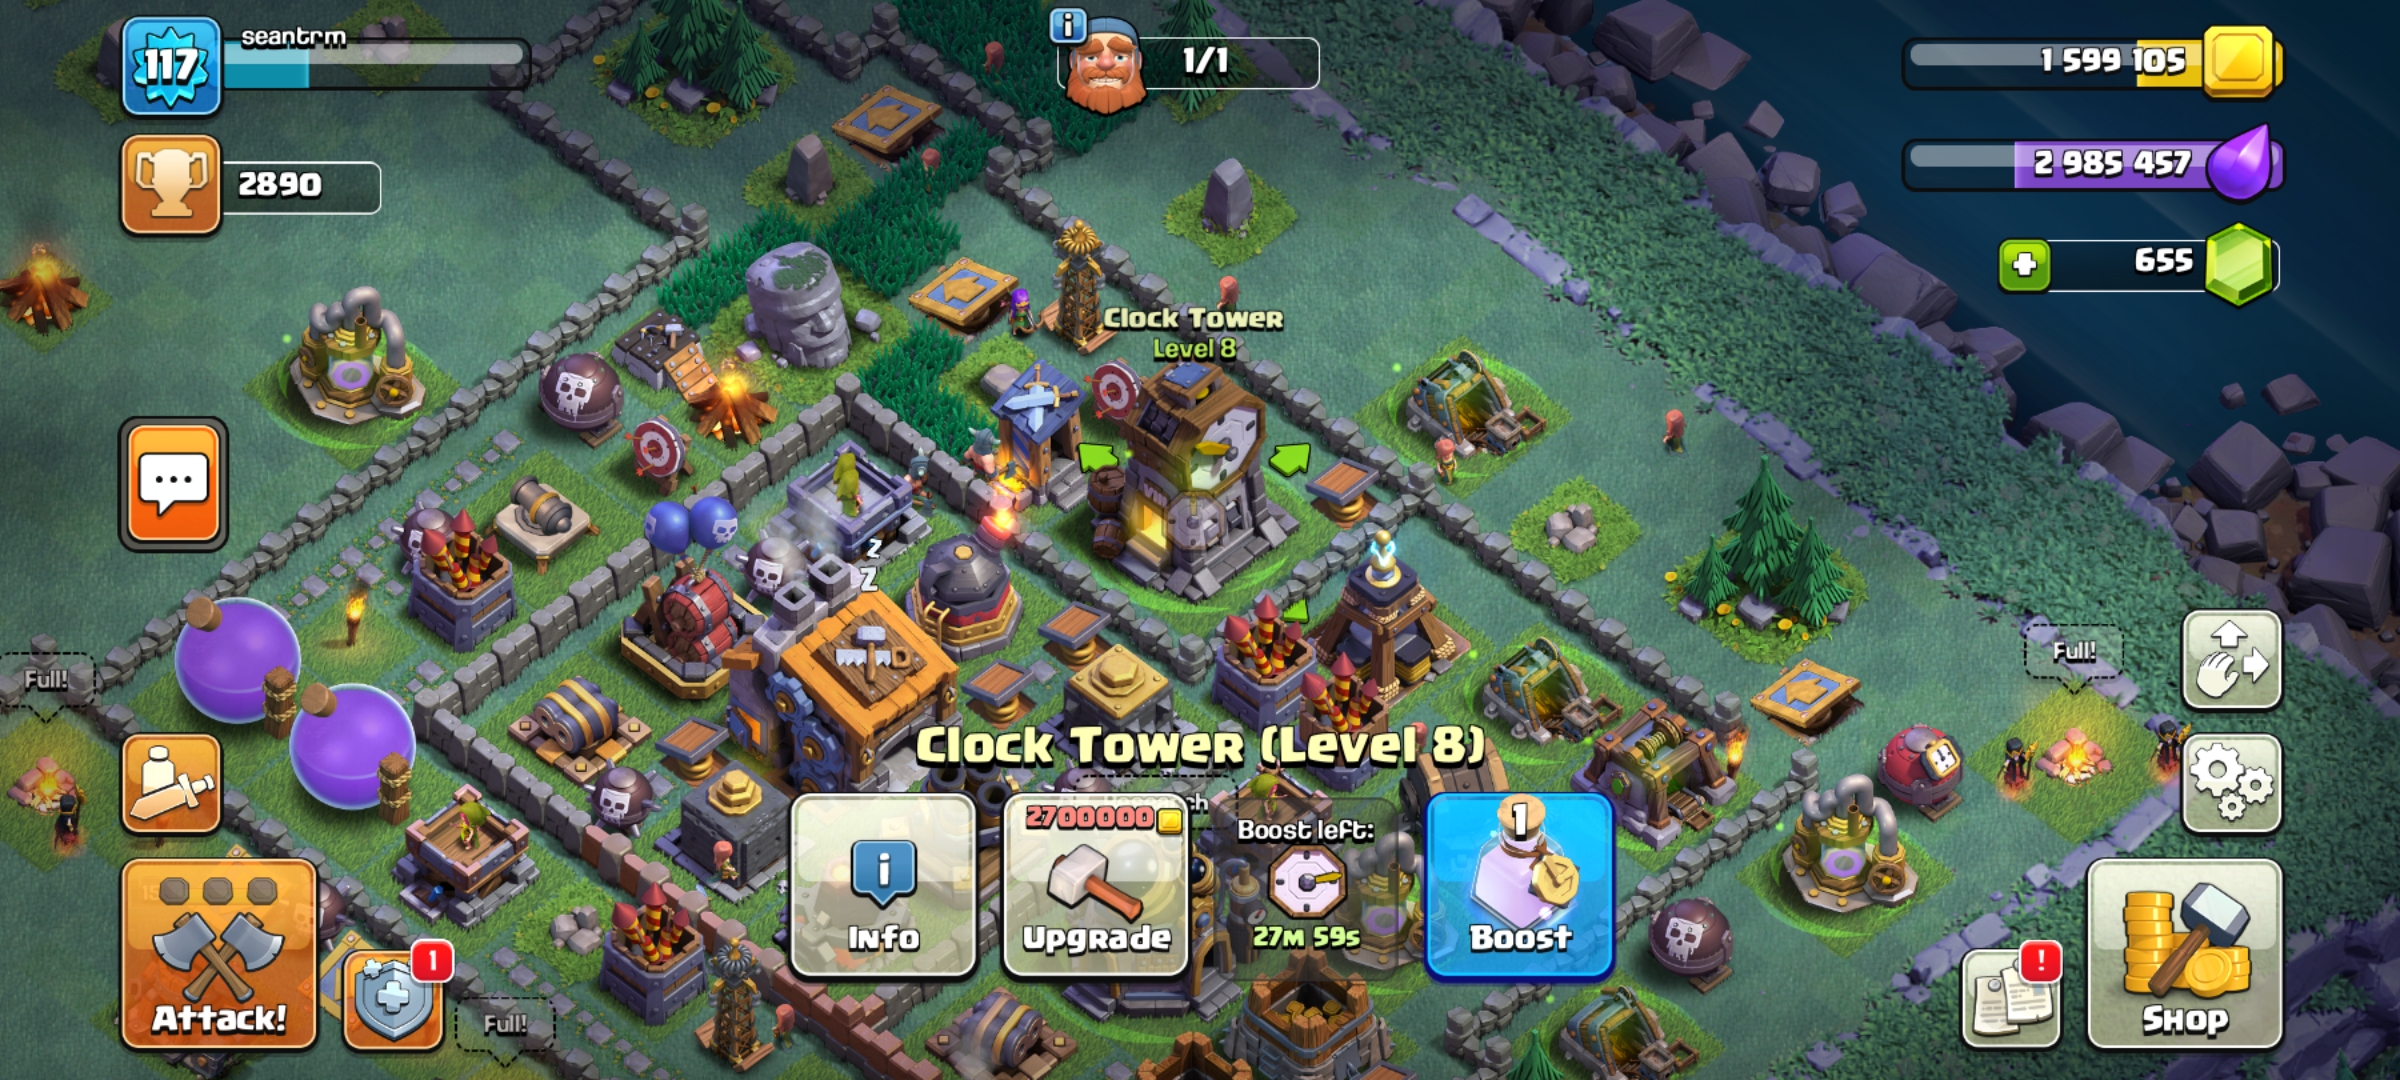 117
seantrm
1/1
1 599 105
2890
2 985 457
655
Clock Tower
Level 8
z
z
Full!
Full!
Clock Tower (Level 8)
2700000
Boost left:
1
Info
Upgrade
27m 59s
Boost
1
!
Attack!
Full!
Shop